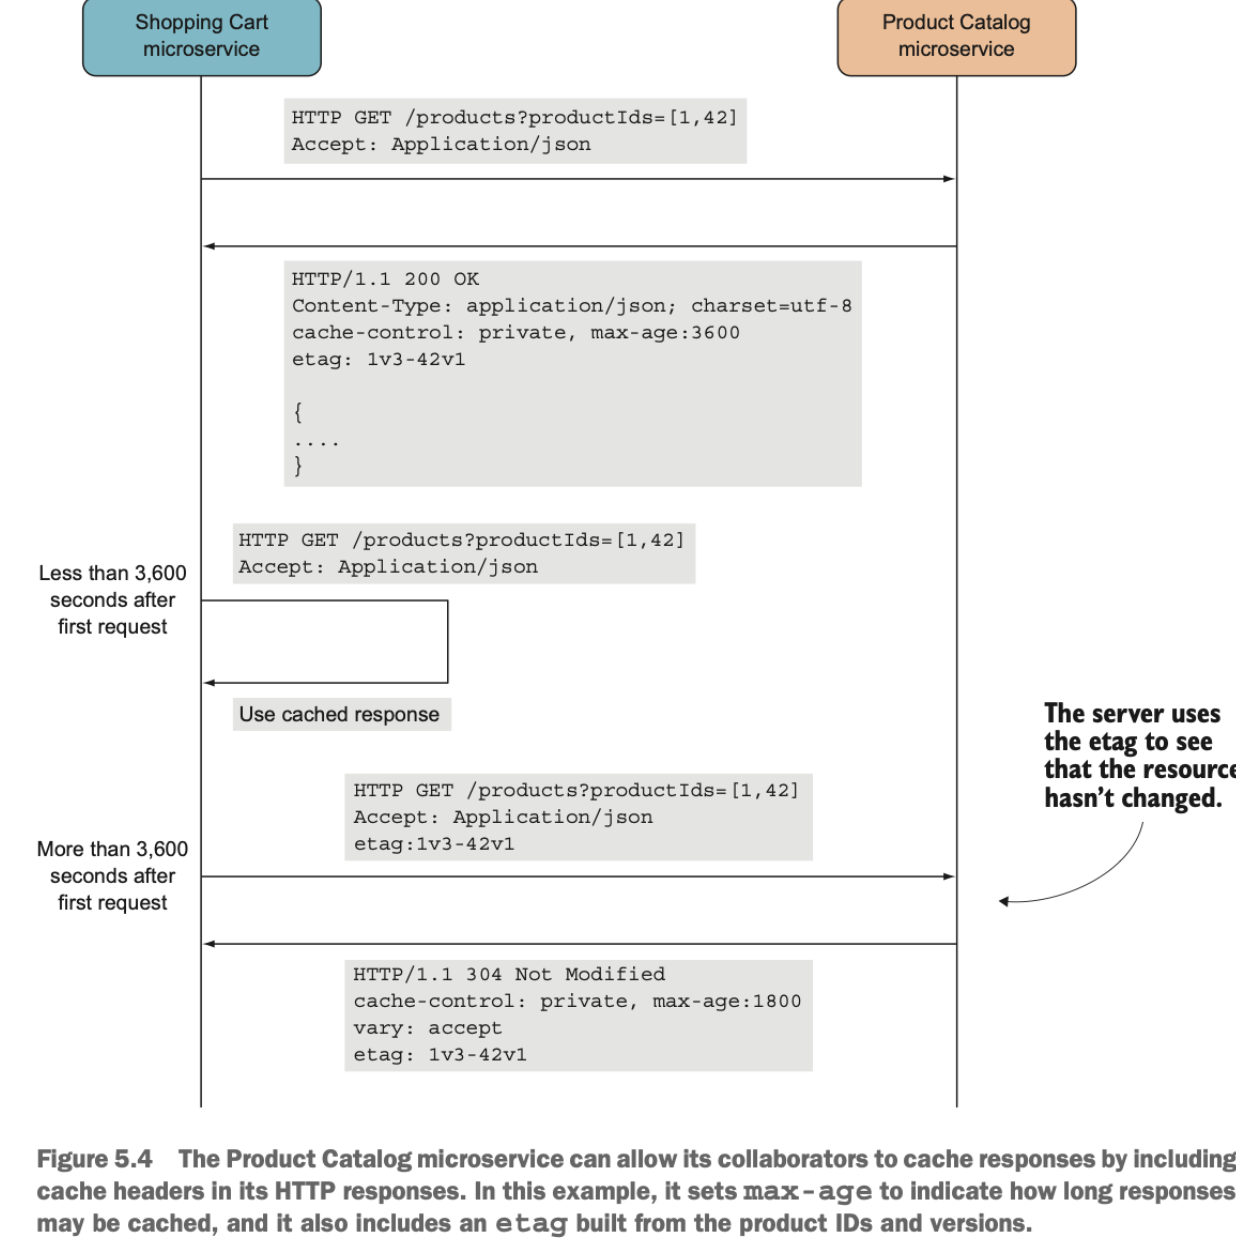 Shopping Cart
microservice
Product Catalog
microservice
HTTP GET /products?productIds=[1,42]
Accept: Application/json
HTTP/1.1 200 OK
Content-Type: application/json; charset=utf-8
cache-control: private, max-age:3600
etag: 1v3-42v1
{
....
}
HTTP GET /products?productIds=[1,42]
Accept: Application/json
Less than 3,600
seconds after
first request
Use cached response
The server uses
the etag to see
that the resource
hasn't changed.
HTTP GET /products?productIds=[1,42]
Accept: Application/json
etag:1v3-42v1
More than 3,600
seconds after
first request
HTTP/1.1 304 Not Modified
cache-control: private, max-age:1800
vary: accept
etag: 1v3-42v1
Figure 5.4 The Product Catalog microservice can allow its collaborators to cache responses by including
cache headers in its HTTP responses. In this example, it sets max-age to indicate how long responses
may be cached, and it also includes an etag built from the product IDs and versions.